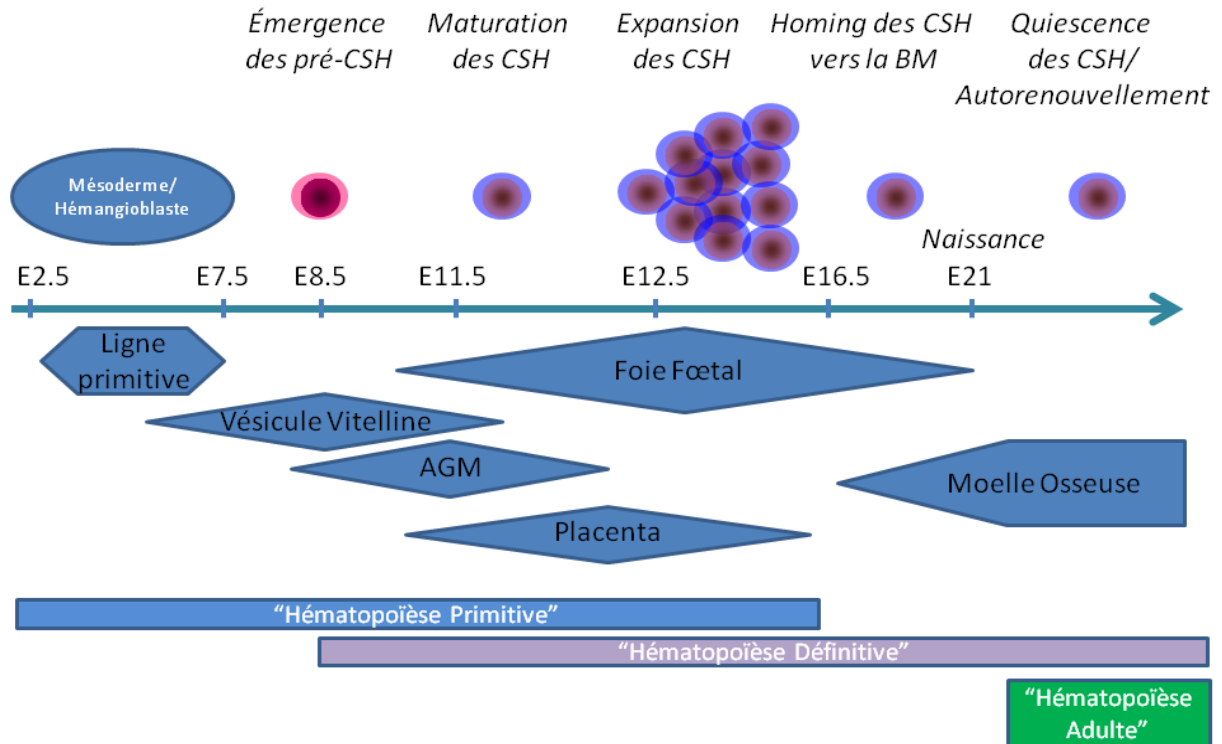 Émergence
des pré-CSH
Maturation
des CSH
Expansion
des CSH
Homing des CSH
vers la BM
Quiescence
des CSH/
Autorenouvellement
Mésoderme/
Hémangioblaste
Naissance
E2.5
E7.5
E8.5
E11.5
E12.5
E16.5
E21
Ligne
primitive
Foie Fœtal
Vésicule Vitelline
AGM
Moelle Osseuse
Placenta
“Hématopoïèse Primitive”
“Hématopoïèse Définitive”
“Hématopoïèse
Adulte”